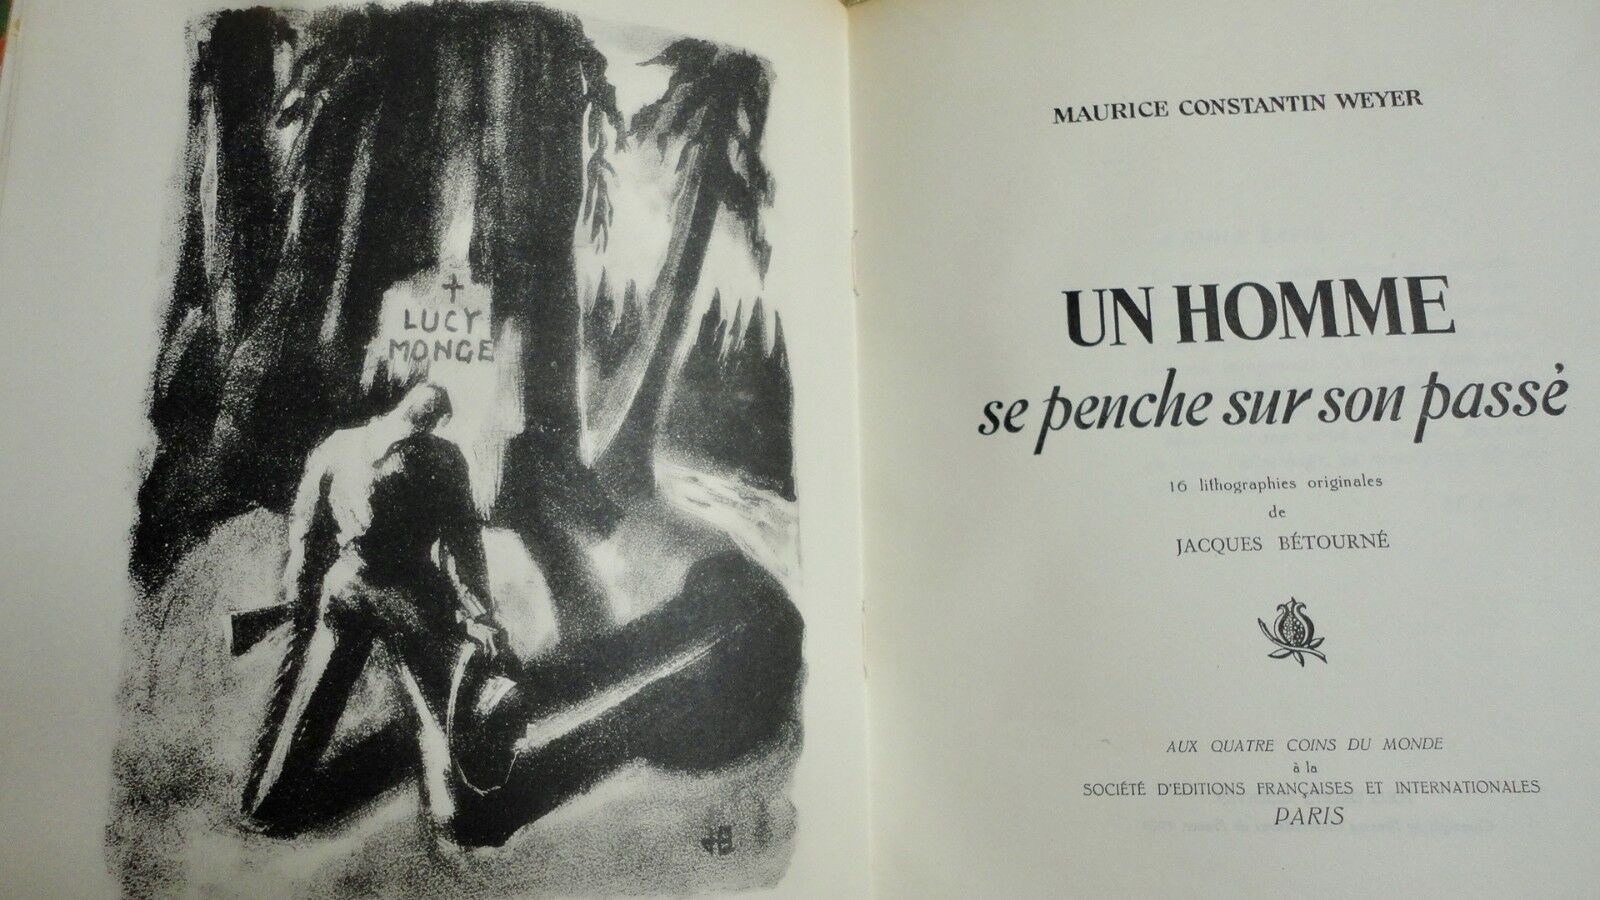 LUCY
MONGE
JB
MAURICE CONSTANTIN WEYER
UN HOMME
se penche sur son passé
16 lithographies originales
de
JACQUES BÉTOURNÉ
AUX QUATRE COINS DU MONDE
à la
SOCIÉTÉ D'EDITIONS FRANÇAISES ET INTERNATIONALES
PARIS